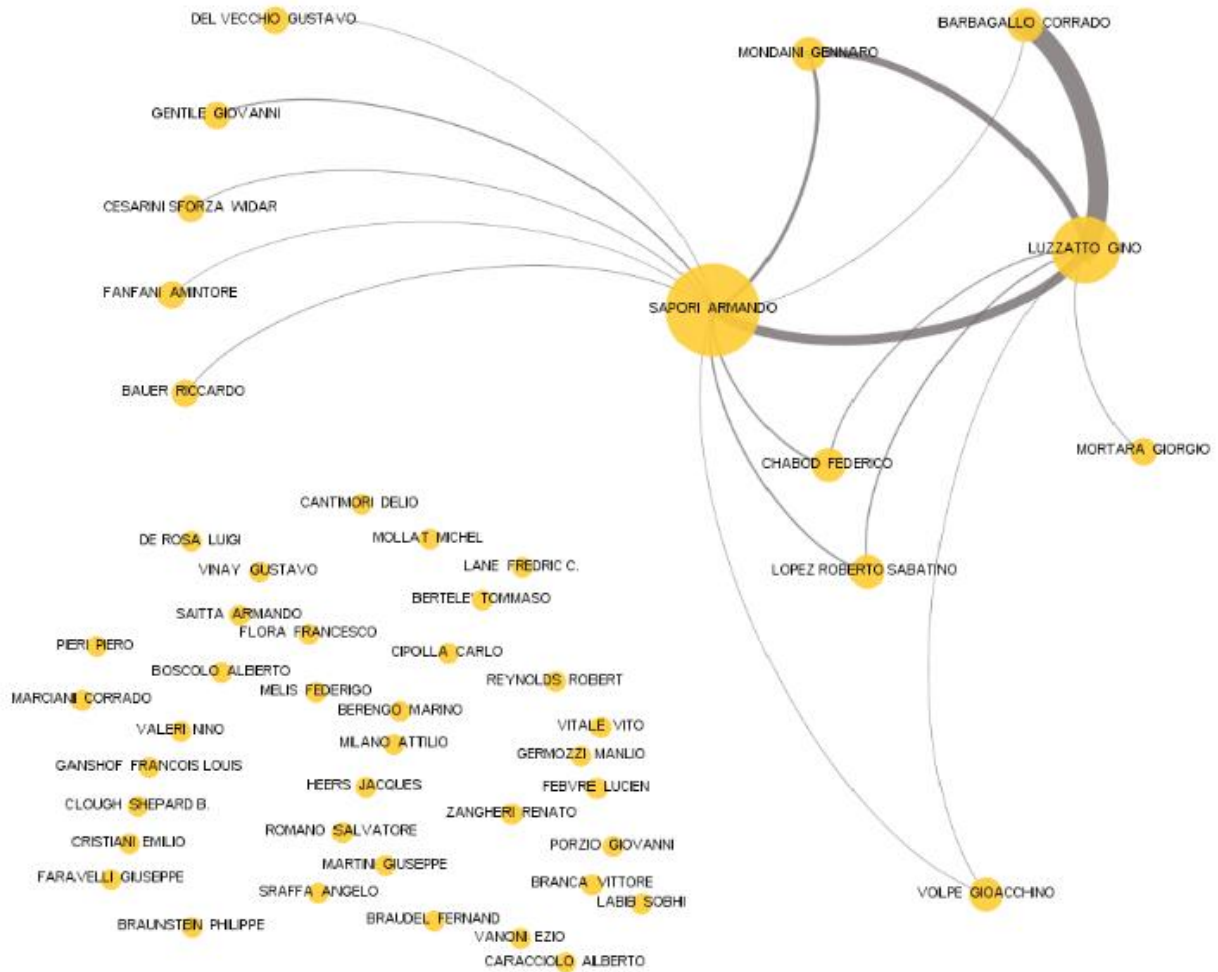 DEL VECCHIO GUSTAVO
BARBAGALLO CORRADO
MONDAINI GENNARO
GENTILE GIOVANNI
CESARINI SFORZA WIDAR
LUZZATTO GINO
FANFANI AMINTORE
SAPORI ARMANDO
BAUER RICCARDO
MORTARA GIORGIO
CHABOD FEDERICO
CANTIMORI DELIO
DE ROSA LUIGI
MOLLAT MICHEL
VINAY GUSTAVO
LANE FREDRIC C.
LOPEZ ROBERTO SABATINO
BERTELE' TOMMASO
SAITTA ARMANDO
FLORA FRANCESCO
PIERI PIERO
CIPOLLA CARLO
BOSCOLO ALBERTO
REYNOLDS ROBERT
MELIS FEDERIGO
MARCIANI CORRADO
BERENGO MARINO
VITALE VITO
VALERI NINO
MILANO ATTILIO
GERMOZZI MANLIO
GANSHOF FRANCOIS LOUIS
HEERS JACQUES
FEBVRE LUCIEN
CLOUGH SHEPARD B.
ZANGHERI RENATO
ROMANO SALVATORE
CRISTIANI EMILIO
PORZIO GIOVANNI
MARTINI GIUSEPPE
FARAVELLI GIUSEPPE
BRANCA VITTORE
SRAFFA ANGELO
VOLPE GIOACCHINO
LABIB SOBHI
BRAUDEL FERNAND
BRAUNSTEIN PHILIPPE
VANONI EZIO
CARACCIOLO ALBERTO